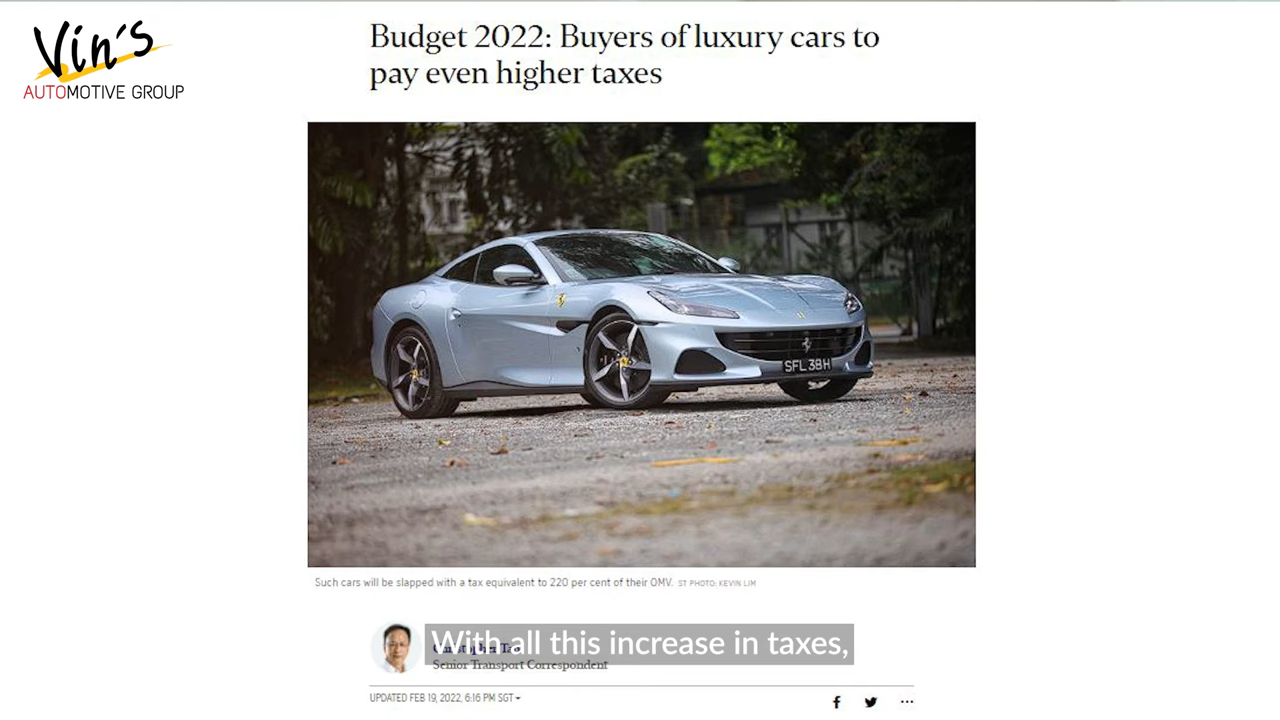 Vin's
AUTOMOTIVE GROUP
Budget 2022: Buyers of luxury cars to
pay even higher taxes
SFL 38H
Such cars will be slapped with a tax equivalent to 220 per cent of their OMV. ST PHOTO: KEVIN LIM
With all this increase in taxes,
Senior Transport Correspondent
UPDATED FEB 19, 2022, 6:16 PM SGT